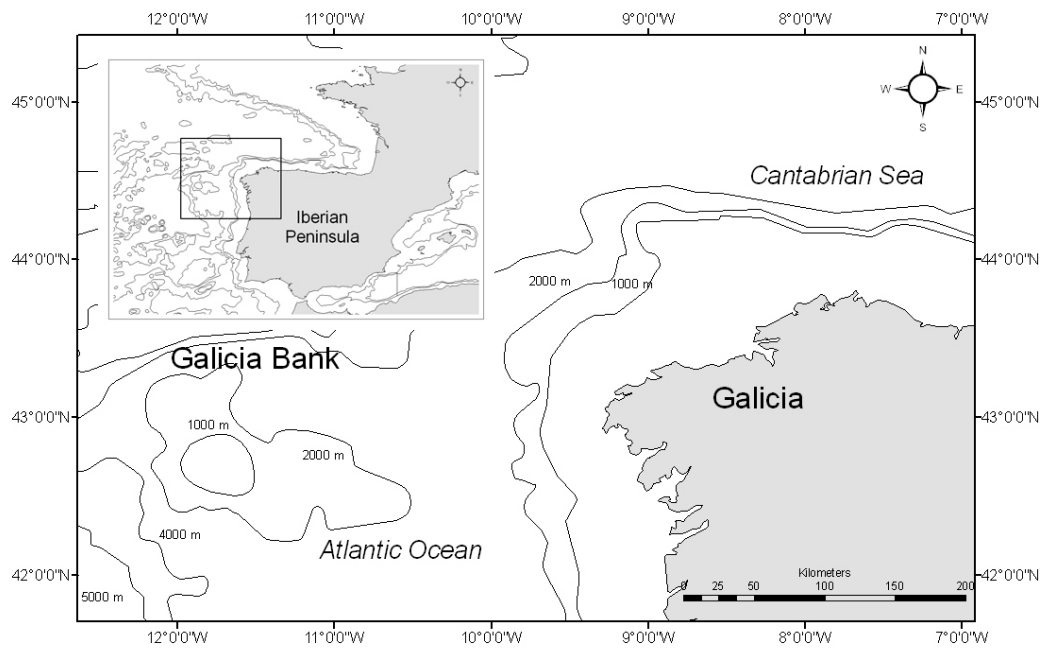 12°0'0"W 11°0'0"W 10°0'0"W 9°0'0"W 8°0'0"W 7°0'0"W
N
W E
S
45°0'0"N 45°0'0"N
Cantabrian Sea
Iberian
Peninsula
44°0'0"N 44°0'0"N
2000 m 1000 m
Galicia Bank
Galicia
43°0'0"N 43°0'0"N
1000 m
2000 m
4000 m
Atlantic Ocean
42°0'0"N 42°0'0"N
Kilometers
0 25 50 100 150 200
5000 m
12°0'0"W 11°0'0"W 10°0'0"W 9°0'0"W 8°0'0"W 7°0'0"W